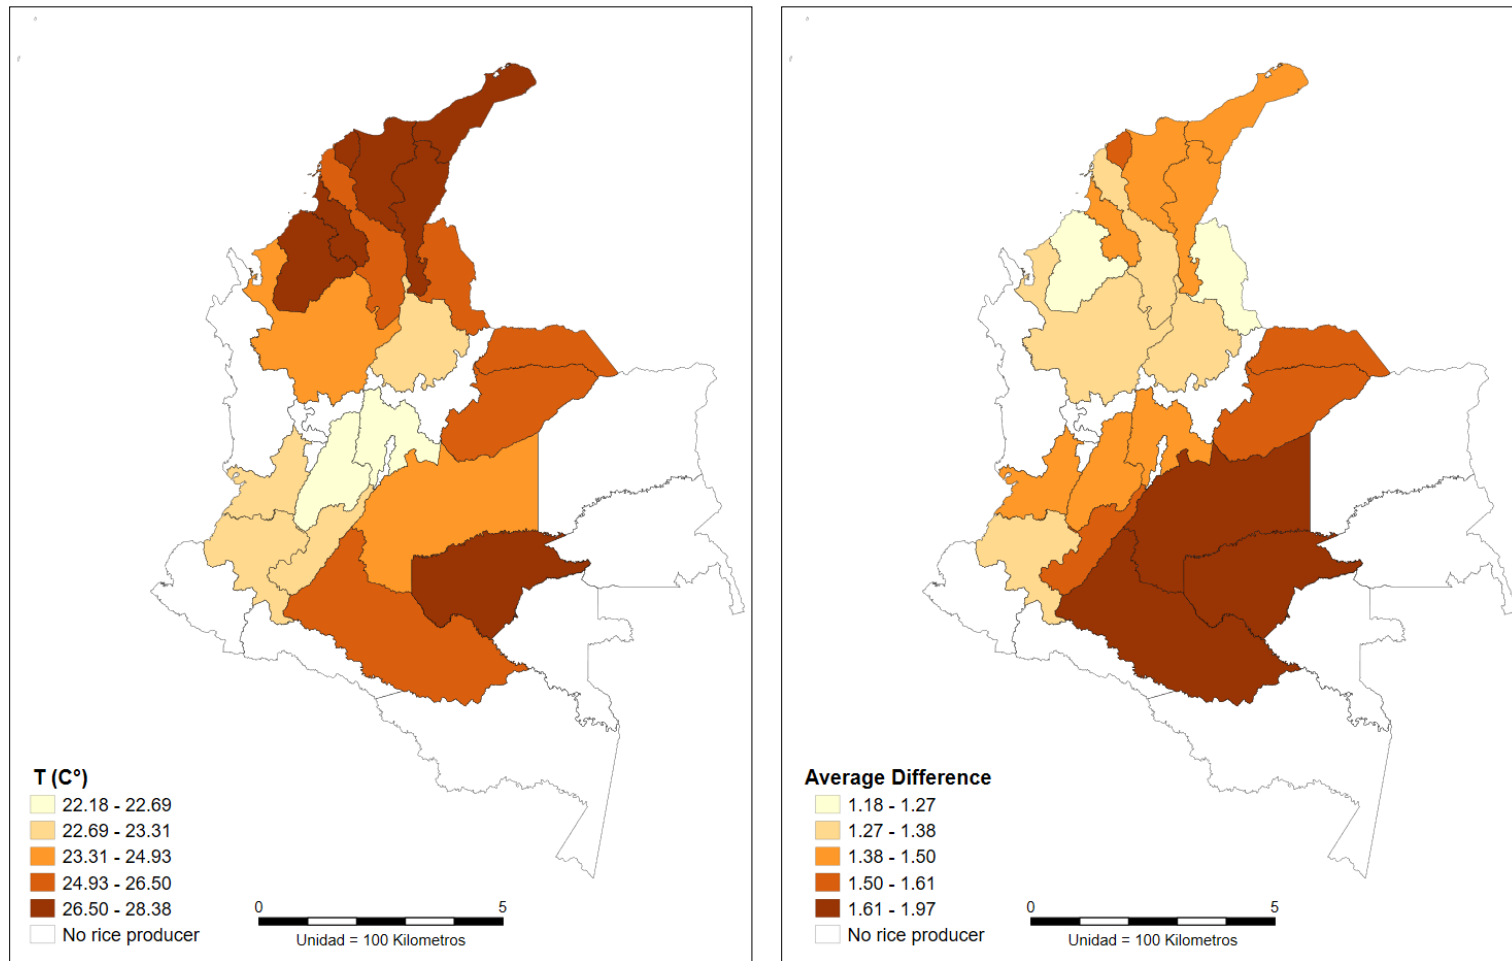 T (C°)
22.18 - 22.69
22.69 - 23.31
23.31 - 24.93
24.93 - 26.50
26.50 - 28.38
No rice producer
0 5
Unidad = 100 Kilometros
Average Difference
1.18 - 1.27
1.27 - 1.38
1.38 - 1.50
1.50 - 1.61
1.61 - 1.97
No rice producer
0 5
Unidad = 100 Kilometros